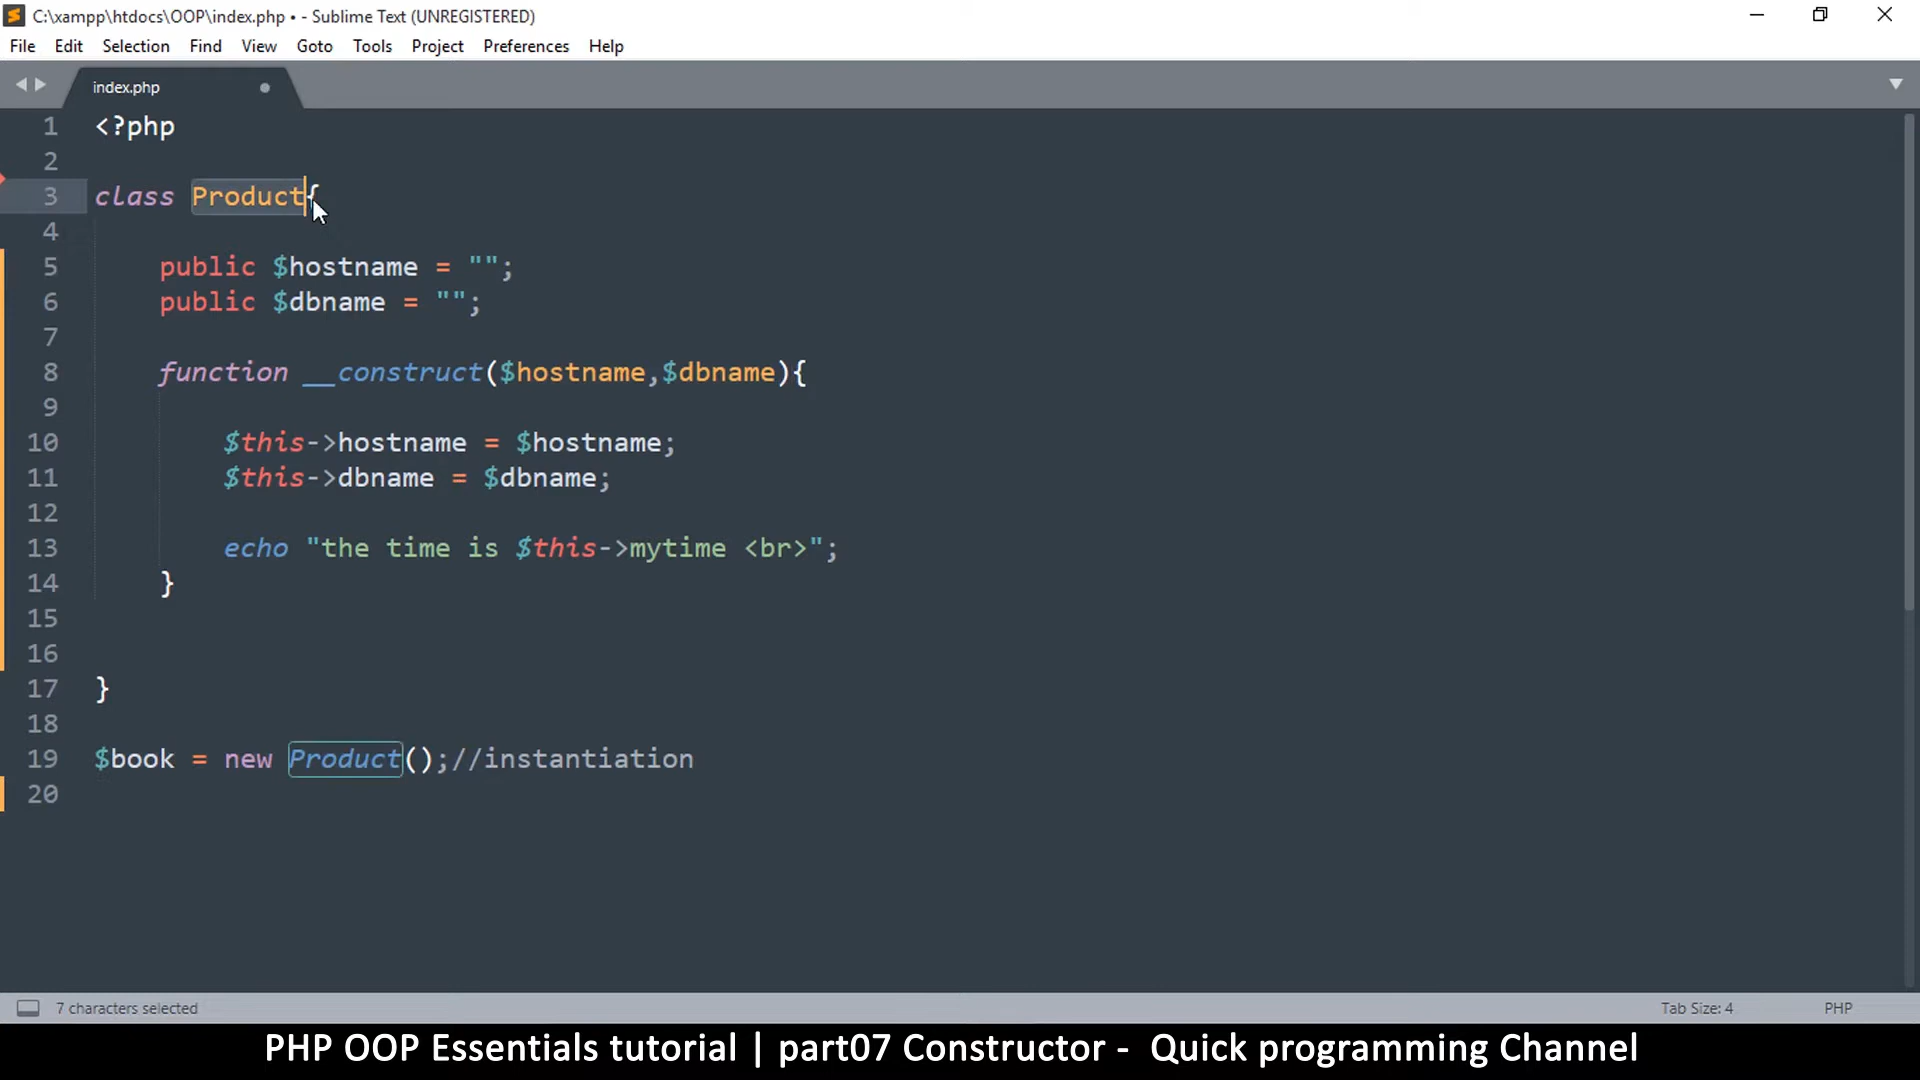 C:\xampp\htdocs\OOP\index.php • - Sublime Text (UNREGISTERED)
File Edit Selection Find View Goto Tools Project Preferences Help
index.php
1 <?php
2
3 class Product{
4
5 public $hostname = "";
6 public $dbname = "";
7
8 function __construct($hostname,$dbname){
9
10 $this->hostname = $hostname;
11 $this->dbname = $dbname;
12
13 echo "the time is $this->mytime <br>";
14 }
15
16
17 }
18
19 $book = new Product();//instantiation
20
7 characters selected Tab Size: 4 PHP
PHP OOP Essentials tutorial | part07 Constructor - Quick programming Channel